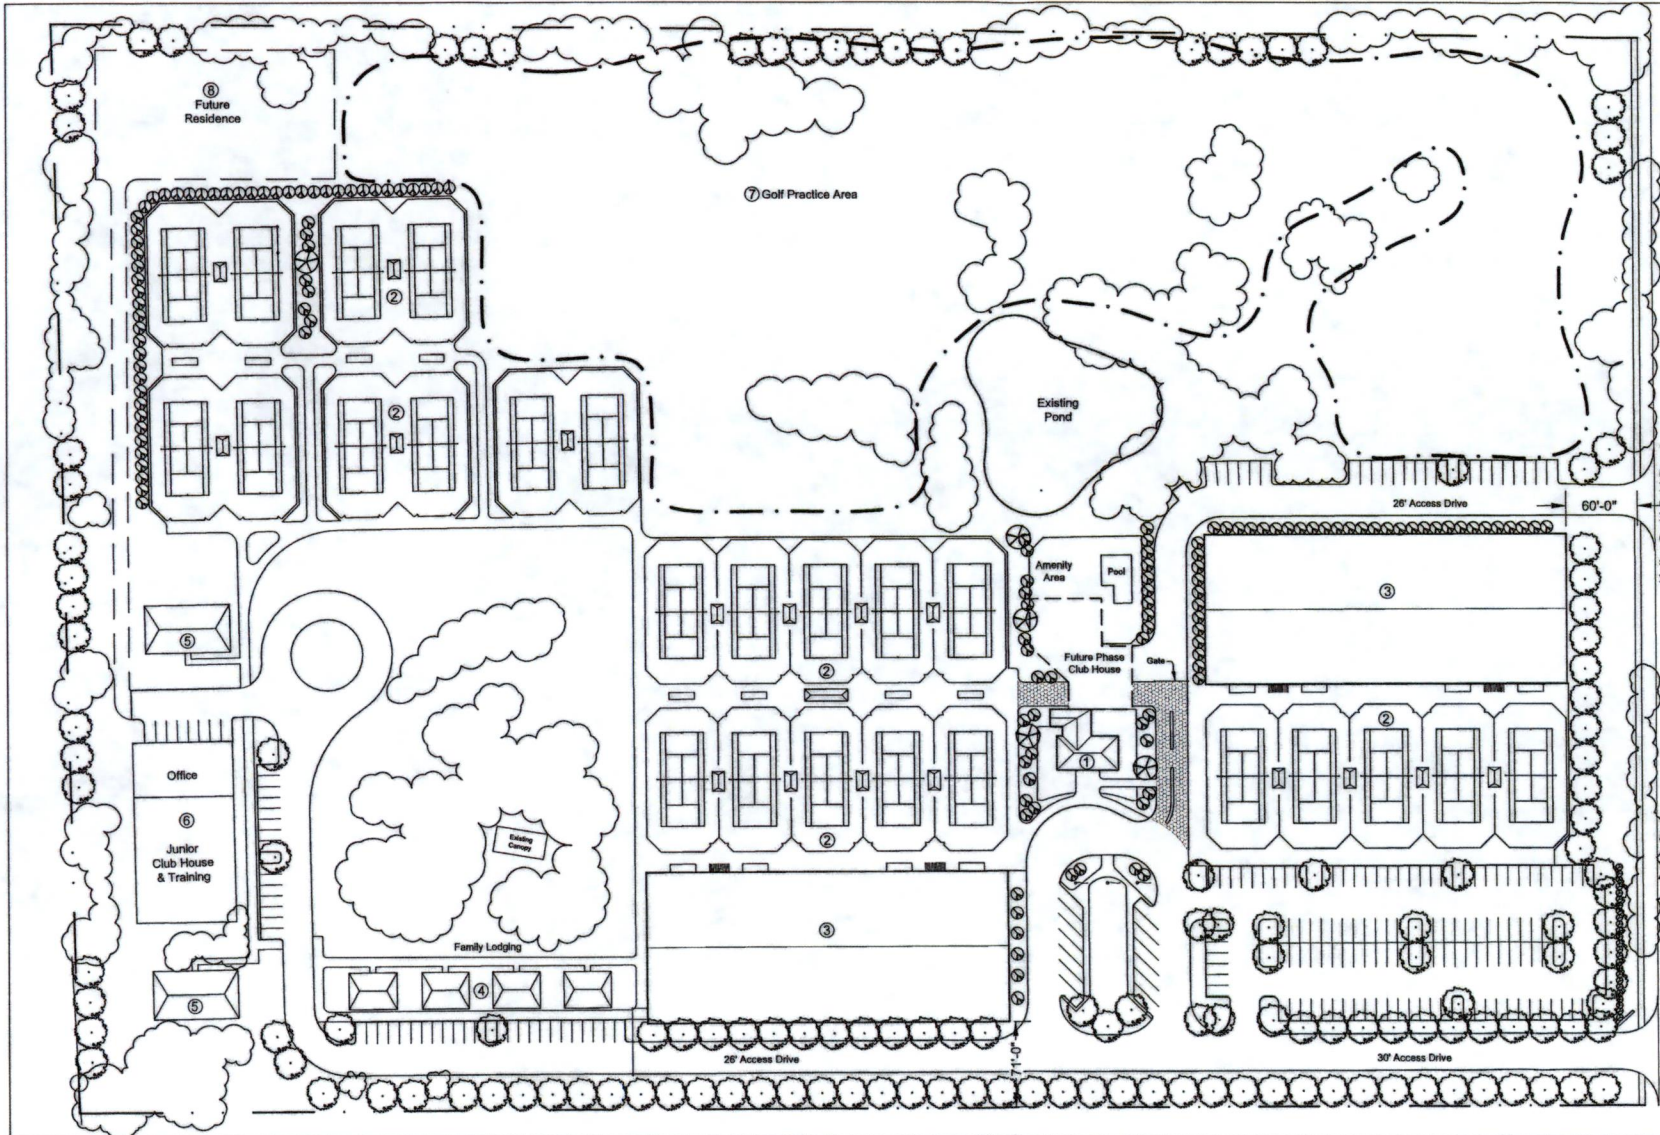 ⑧
Future
Residence
⑦ Golf Practice Area
②
②
Existing
Pond
26' Access Drive
60'-0"
Amenity
Area
Pool
③
⑤
②
Future Phase
Club House
Gate
②
①
Office
⑥
Junior
Club House
& Training
Existing
Canopy
②
③
Family Lodging
④
⑤
26' Access Drive
71'-0"
30' Access Drive